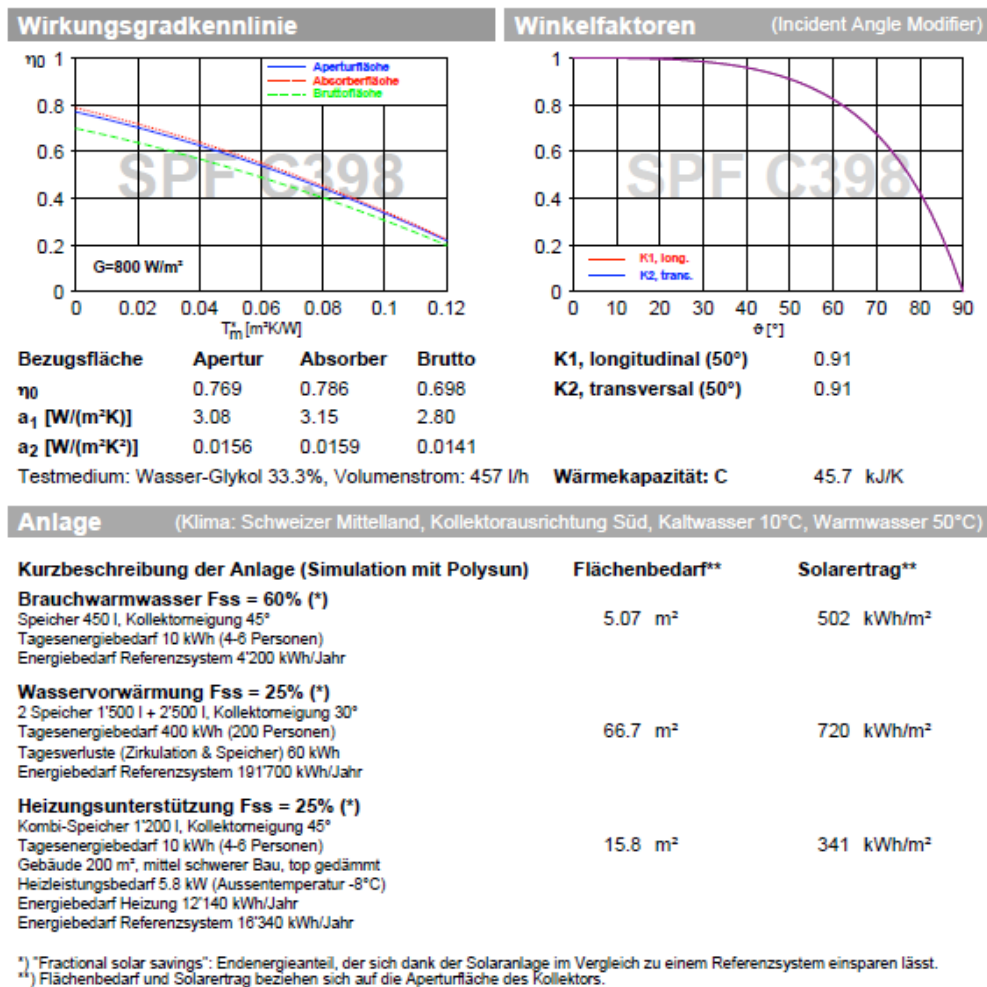 Wirkungsgradkennlinie
Winkelfaktoren (Incident Angle Modifier)
η0 1
0.8
0.6
0.4
0.2
0
Aperturfläche
Absorberfläche
Bruttofläche
SPF C398
G=800 W/m²
0 0.02 0.04 0.06 0.08 0.1 0.12
T*m [m²K/W]
1
0.8
0.6
0.4
0.2
0
SPF C398
K1, long.
K2, trans.
0 10 20 30 40 50 60 70 80 90
ϑ [°]
Bezugsfläche Apertur Absorber Brutto
η0 0.769 0.786 0.698
a1 [W/(m²K)] 3.08 3.15 2.80
a2 [W/(m²K²)] 0.0156 0.0159 0.0141
Testmedium: Wasser-Glykol 33.3%, Volumenstrom: 457 l/h
K1, longitudinal (50°) 0.91
K2, transversal (50°) 0.91
Wärmekapazität: C 45.7 kJ/K
Anlage (Klima: Schweizer Mittelland, Kollektorausrichtung Süd, Kaltwasser 10°C, Warmwasser 50°C)
Kurzbeschreibung der Anlage (Simulation mit Polysun) Flächenbedarf** Solarertrag**
Brauchwarmwasser Fss = 60% (*)
Speicher 450 l, Kollektorneigung 45° 5.07 m² 502 kWh/m²
Tagesenergiebedarf 10 kWh (4-6 Personen)
Energiebedarf Referenzsystem 4'200 kWh/Jahr
Wasservorwärmung Fss = 25% (*)
2 Speicher 1'500 l + 2'500 l, Kollektorneigung 30°
Tagesenergiebedarf 400 kWh (200 Personen) 66.7 m² 720 kWh/m²
Tagesverluste (Zirkulation & Speicher) 60 kWh
Energiebedarf Referenzsystem 191'700 kWh/Jahr
Heizungsunterstützung Fss = 25% (*)
Kombi-Speicher 1'200 l, Kollektorneigung 45°
Tagesenergiebedarf 10 kWh (4-6 Personen) 15.8 m² 341 kWh/m²
Gebäude 200 m², mittel schwerer Bau, top gedämmt
Heizleistungsbedarf 5.8 kW (Aussentemperatur -8°C)
Energiebedarf Heizung 12'140 kWh/Jahr
Energiebedarf Referenzsystem 16'340 kWh/Jahr
*) "Fractional solar savings": Endenergieanteil, der sich dank der Solaranlage im Vergleich zu einem Referenzsystem einsparen lässt.
**) Flächenbedarf und Solarertrag beziehen sich auf die Aperturfläche des Kollektors.